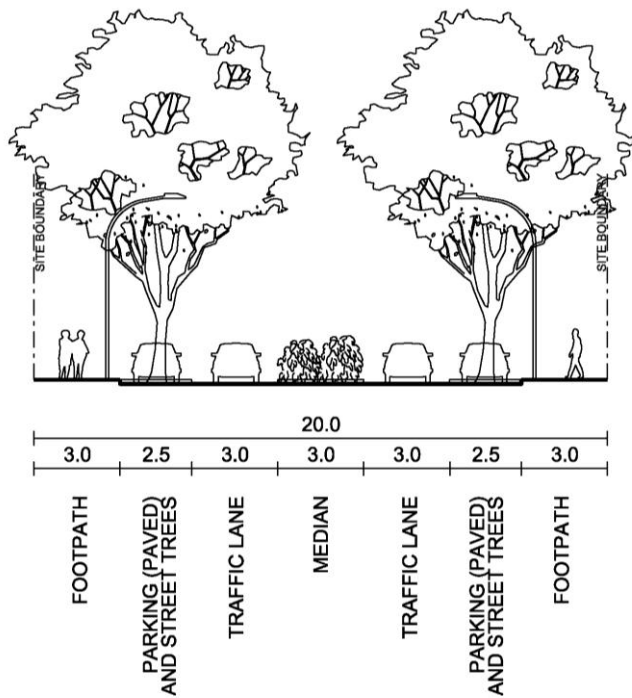 SITE BOUNDARY
SITE BOUNDARY
20.0
3.0 2.5 3.0 3.0 3.0 2.5 3.0
FOOTPATH
PARKING (PAVED)
AND STREET TREES
TRAFFIC LANE
MEDIAN
TRAFFIC LANE
PARKING (PAVED)
AND STREET TREES
FOOTPATH